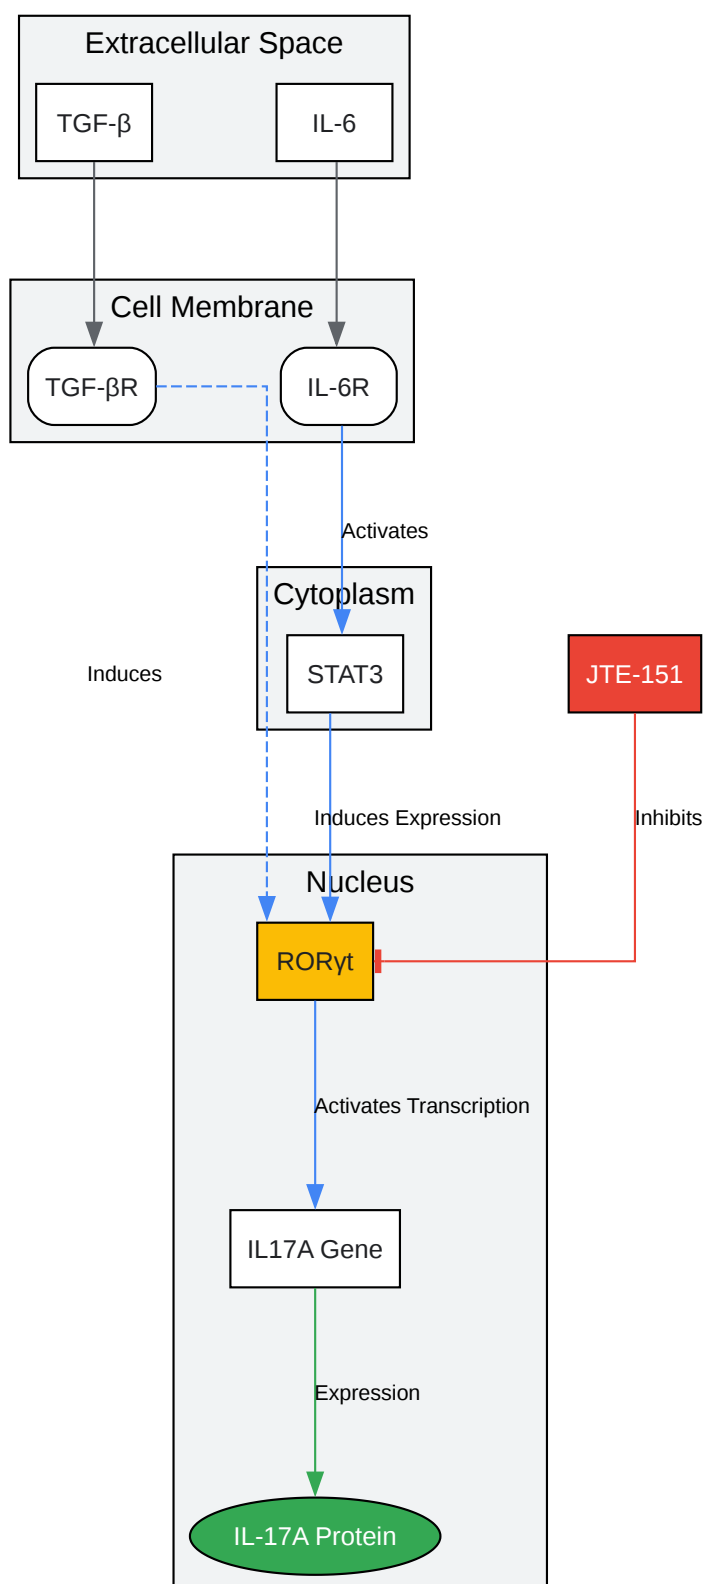 Extracellular Space
TGF-β
IL-6
Cell Membrane
TGF-βR
IL-6R
Activates
Cytoplasm
STAT3
JTE-151
Induces
Induces Expression
Inhibits
Nucleus
RORγt
Activates Transcription
IL17A Gene
Expression
IL-17A Protein